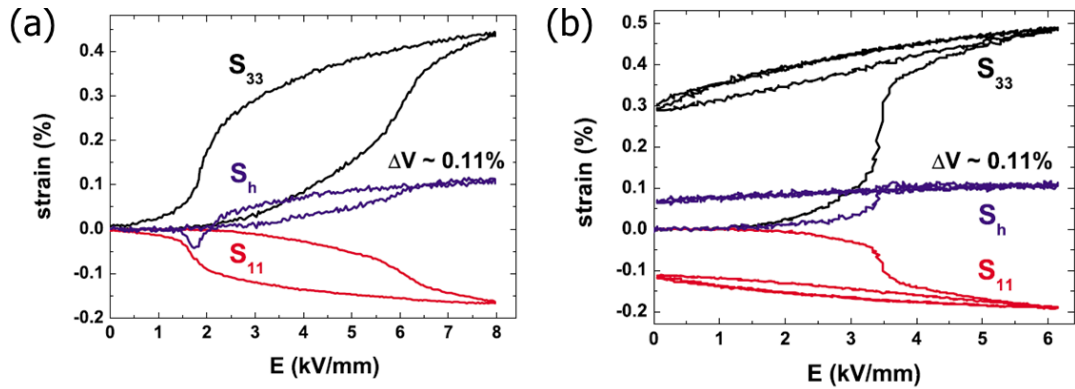 (a)
0.4
0.3
0.2
0.1
0.0
-0.1
-0.2
strain (%)
S33
Sh
S11
ΔV ~ 0.11%
0 1 2 3 4 5 6 7 8
E (kV/mm)
(b)
0.5
0.4
0.3
0.2
0.1
0.0
-0.1
-0.2
strain (%)
S33
ΔV ~ 0.11%
Sh
S11
0 1 2 3 4 5 6
E (kV/mm)